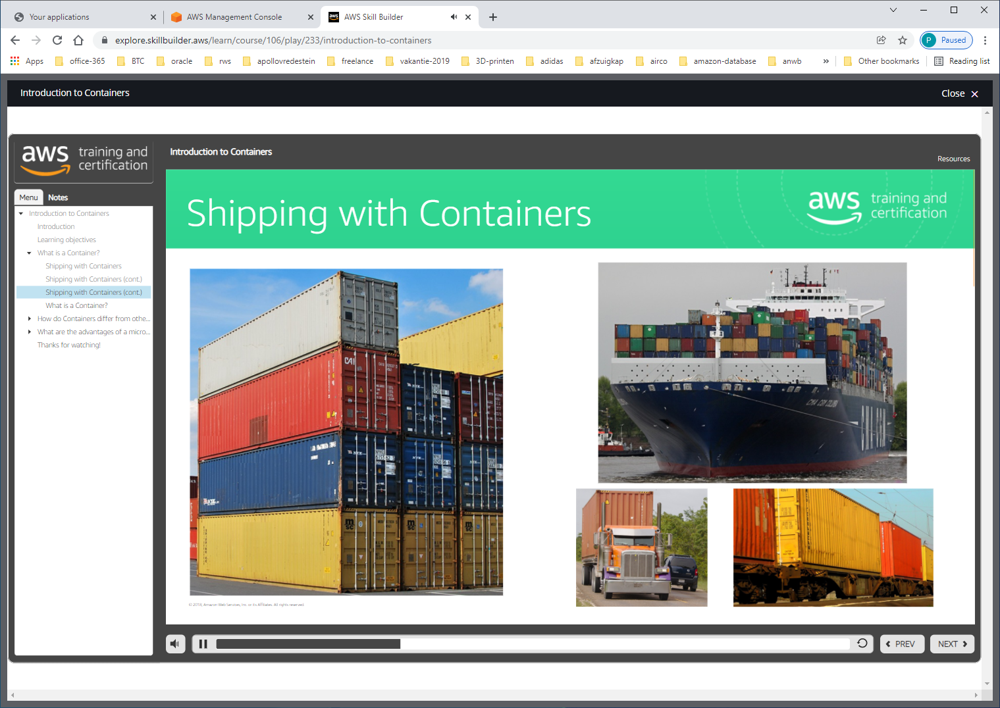 Your applications
AWS Management Console
aws AWS Skill Builder
explore.skillbuilder.aws/learn/course/106/play/233/introduction-to-containers
P Paused
Apps office-365 BTC oracle rws apollovredestein freelance vakantie-2019 3D-printen adidas afzuigkap airco amazon-database anwb » Other bookmarks Reading list
Introduction to Containers
Close
aws training and certification
Introduction to Containers
Resources
Menu Notes
Introduction to Containers
Introduction
Learning objectives
What is a Container?
Shipping with Containers
Shipping with Containers (cont.)
Shipping with Containers (cont.)
What is a Container?
How do Containers differ from othe...
What are the advantages of a micro...
Thanks for watching!
Shipping with Containers
aws training and certification
CAI
msc
msc
msc
© 2018, Amazon Web Services, Inc. or its Affiliates. All rights reserved.
PREV
NEXT